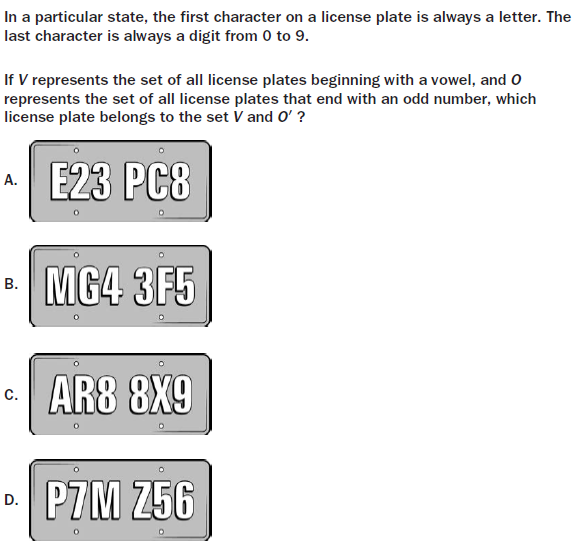 In a particular state, the first character on a license plate is always a letter. The
last character is always a digit from 0 to 9.
If V represents the set of all license plates beginning with a vowel, and O
represents the set of all license plates that end with an odd number, which
license plate belongs to the set V and O′ ?
A. E23 PC8
B. MG4 3F5
C. AR8 8X9
D. P7M Z56